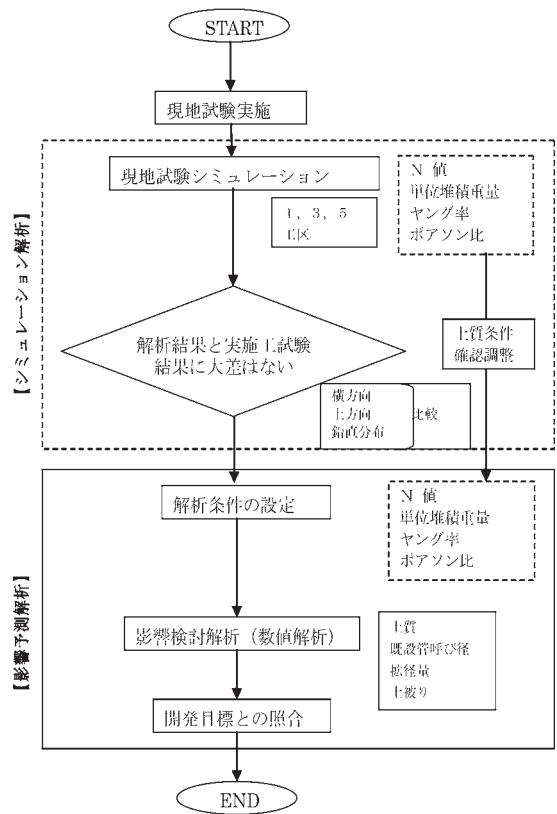 START
現地試験実施
【シミュレーション解析】
現地試験シミュレーション
N 値
単位堆積重量
ヤング率
ポアソン比
1, 3, 5
工区
解析結果と実施工試験
結果に大差はない
土質条件
確認調整
横方向
上方向
鉛直分布
比較
【影響予測解析】
解析条件の設定
N 値
単位堆積重量
ヤング率
ポアソン比
影響検討解析（数値解析）
土質
既設管呼び径
拡径量
土被り
開発目標との照合
END